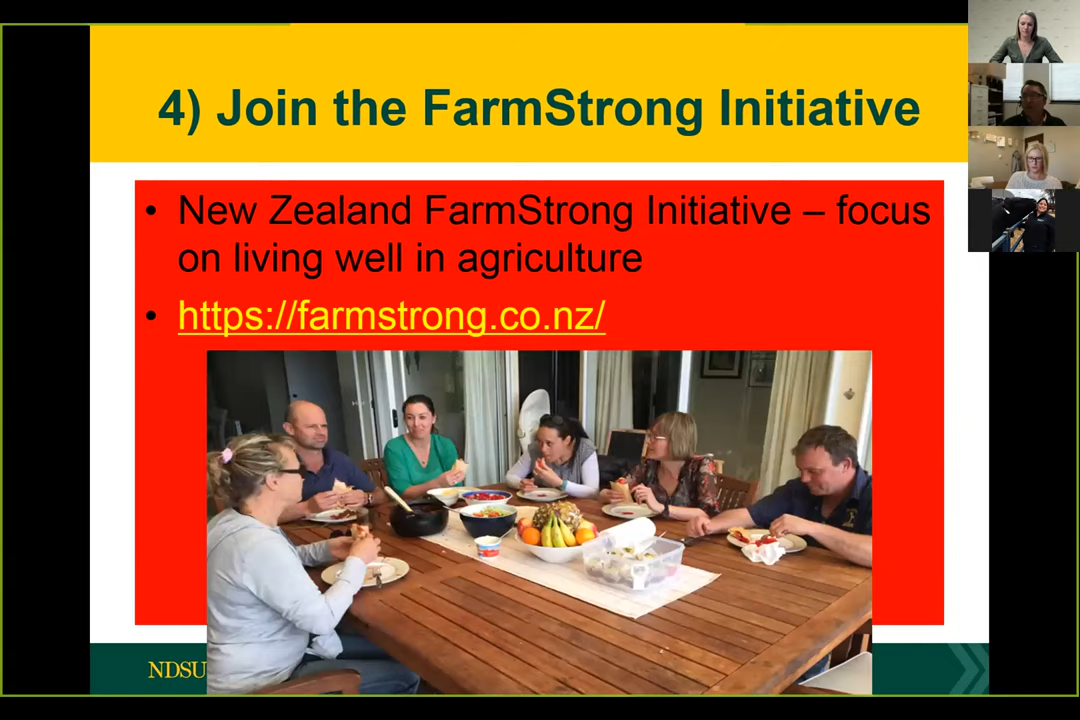 4) Join the FarmStrong Initiative
• New Zealand FarmStrong Initiative – focus
on living well in agriculture
• https://farmstrong.co.nz/
NDSU